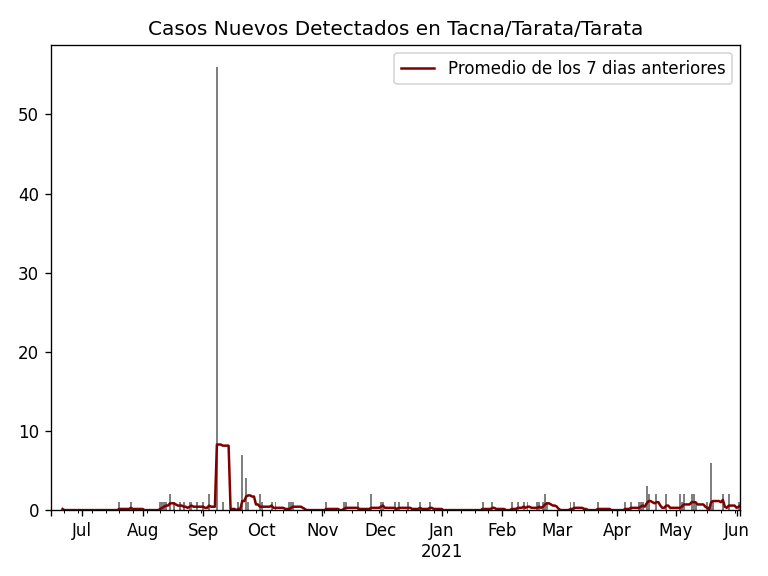 Casos Nuevos Detectados en Tacna/Tarata/Tarata
Promedio de los 7 dias anteriores
50
40
30
20
10
0
Jul Aug Sep Oct Nov Dec Jan Feb Mar Apr May Jun
2021